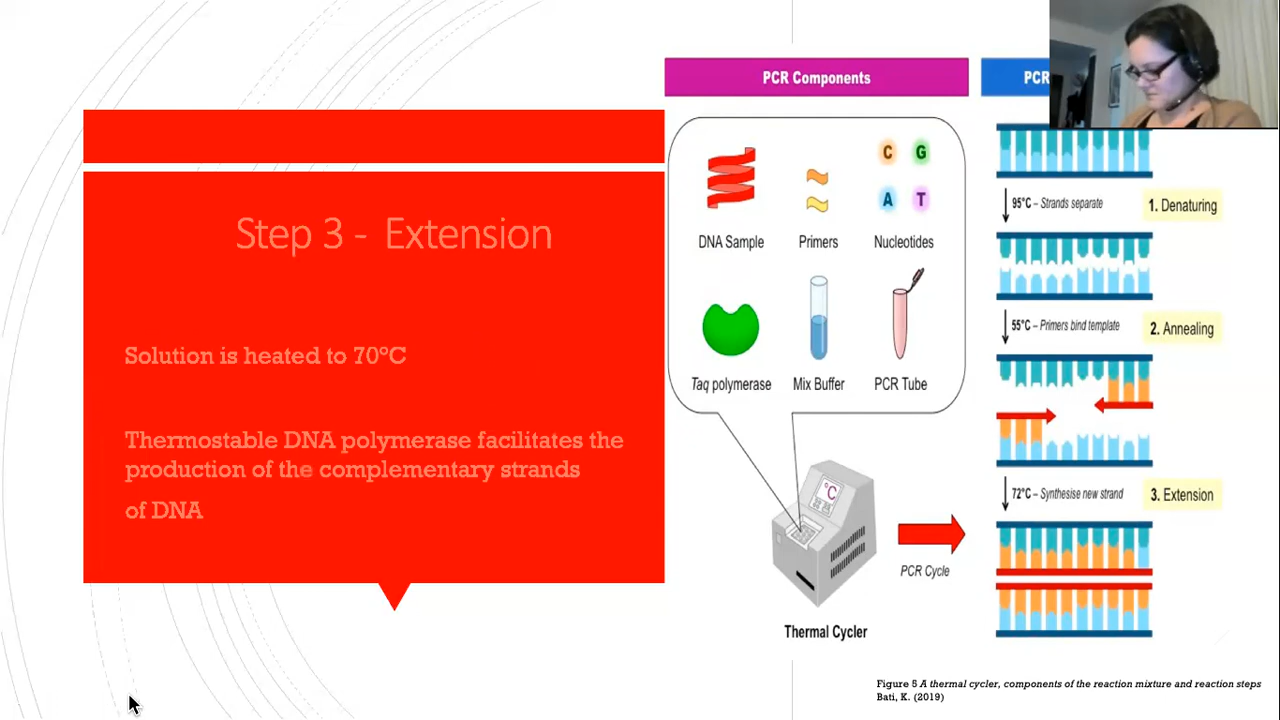 Step 3 - Extension
Solution is heated to 70°C
Thermostable DNA polymerase facilitates the
production of the complementary strands
of DNA
PCR Components
C G
A T
DNA Sample Primers Nucleotides
Taq polymerase Mix Buffer PCR Tube
°C
PCR Cycle
Thermal Cycler
PCR
95°C – Strands separate
1. Denaturing
55°C – Primers bind template
2. Annealing
72°C – Synthesise new strand
3. Extension
Figure 5 A thermal cycler, components of the reaction mixture and reaction steps
Bati, K. (2019)